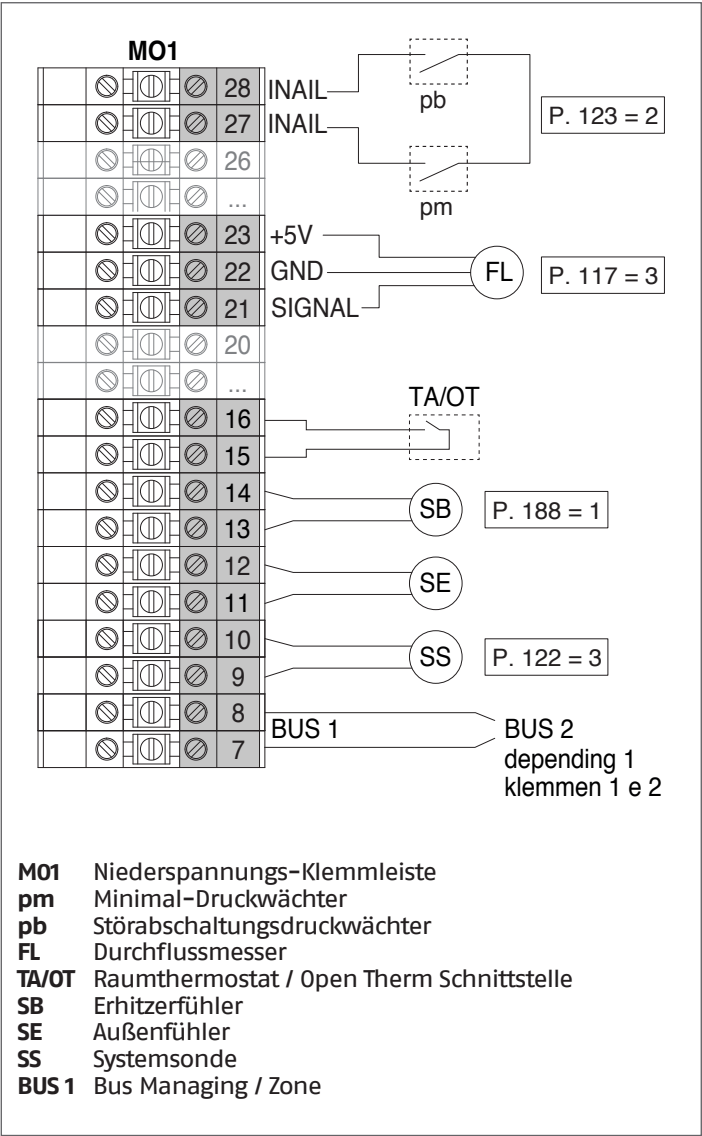 MO1
28 INAIL
pb
27 INAIL
P. 123 = 2
26
...
pm
23 +5V
22 GND
FL
P. 117 = 3
21 SIGNAL
20
...
TA/OT
16
15
14
SB
P. 188 = 1
13
12
SE
11
10
SS
P. 122 = 3
9
8
BUS 1
BUS 2
7
depending 1
klemmen 1 e 2
MO1 Niederspannungs-Klemmleiste
pm Minimal-Druckwächter
pb Störabschaltungsdruckwächter
FL Durchflussmesser
TA/OT Raumthermostat / Open Therm Schnittstelle
SB Erhitzerfühler
SE Außenfühler
SS Systemsonde
BUS 1 Bus Managing / Zone